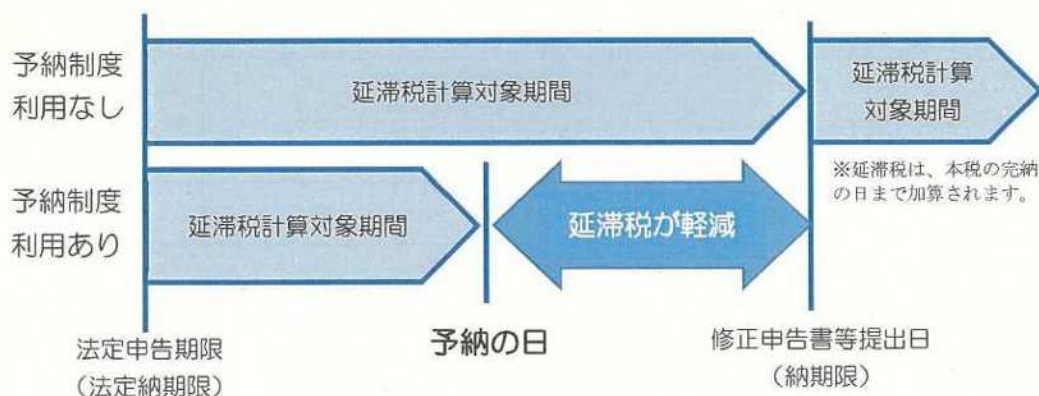 予納制度
利用なし
延滞税計算対象期間
延滞税計算
対象期間
※延滞税は、本税の完納
の日まで加算されます。
予納制度
利用あり
延滞税計算対象期間
延滞税が軽減
法定申告期限
（法定納期限）
予納の日
修正申告書等提出日
（納期限）